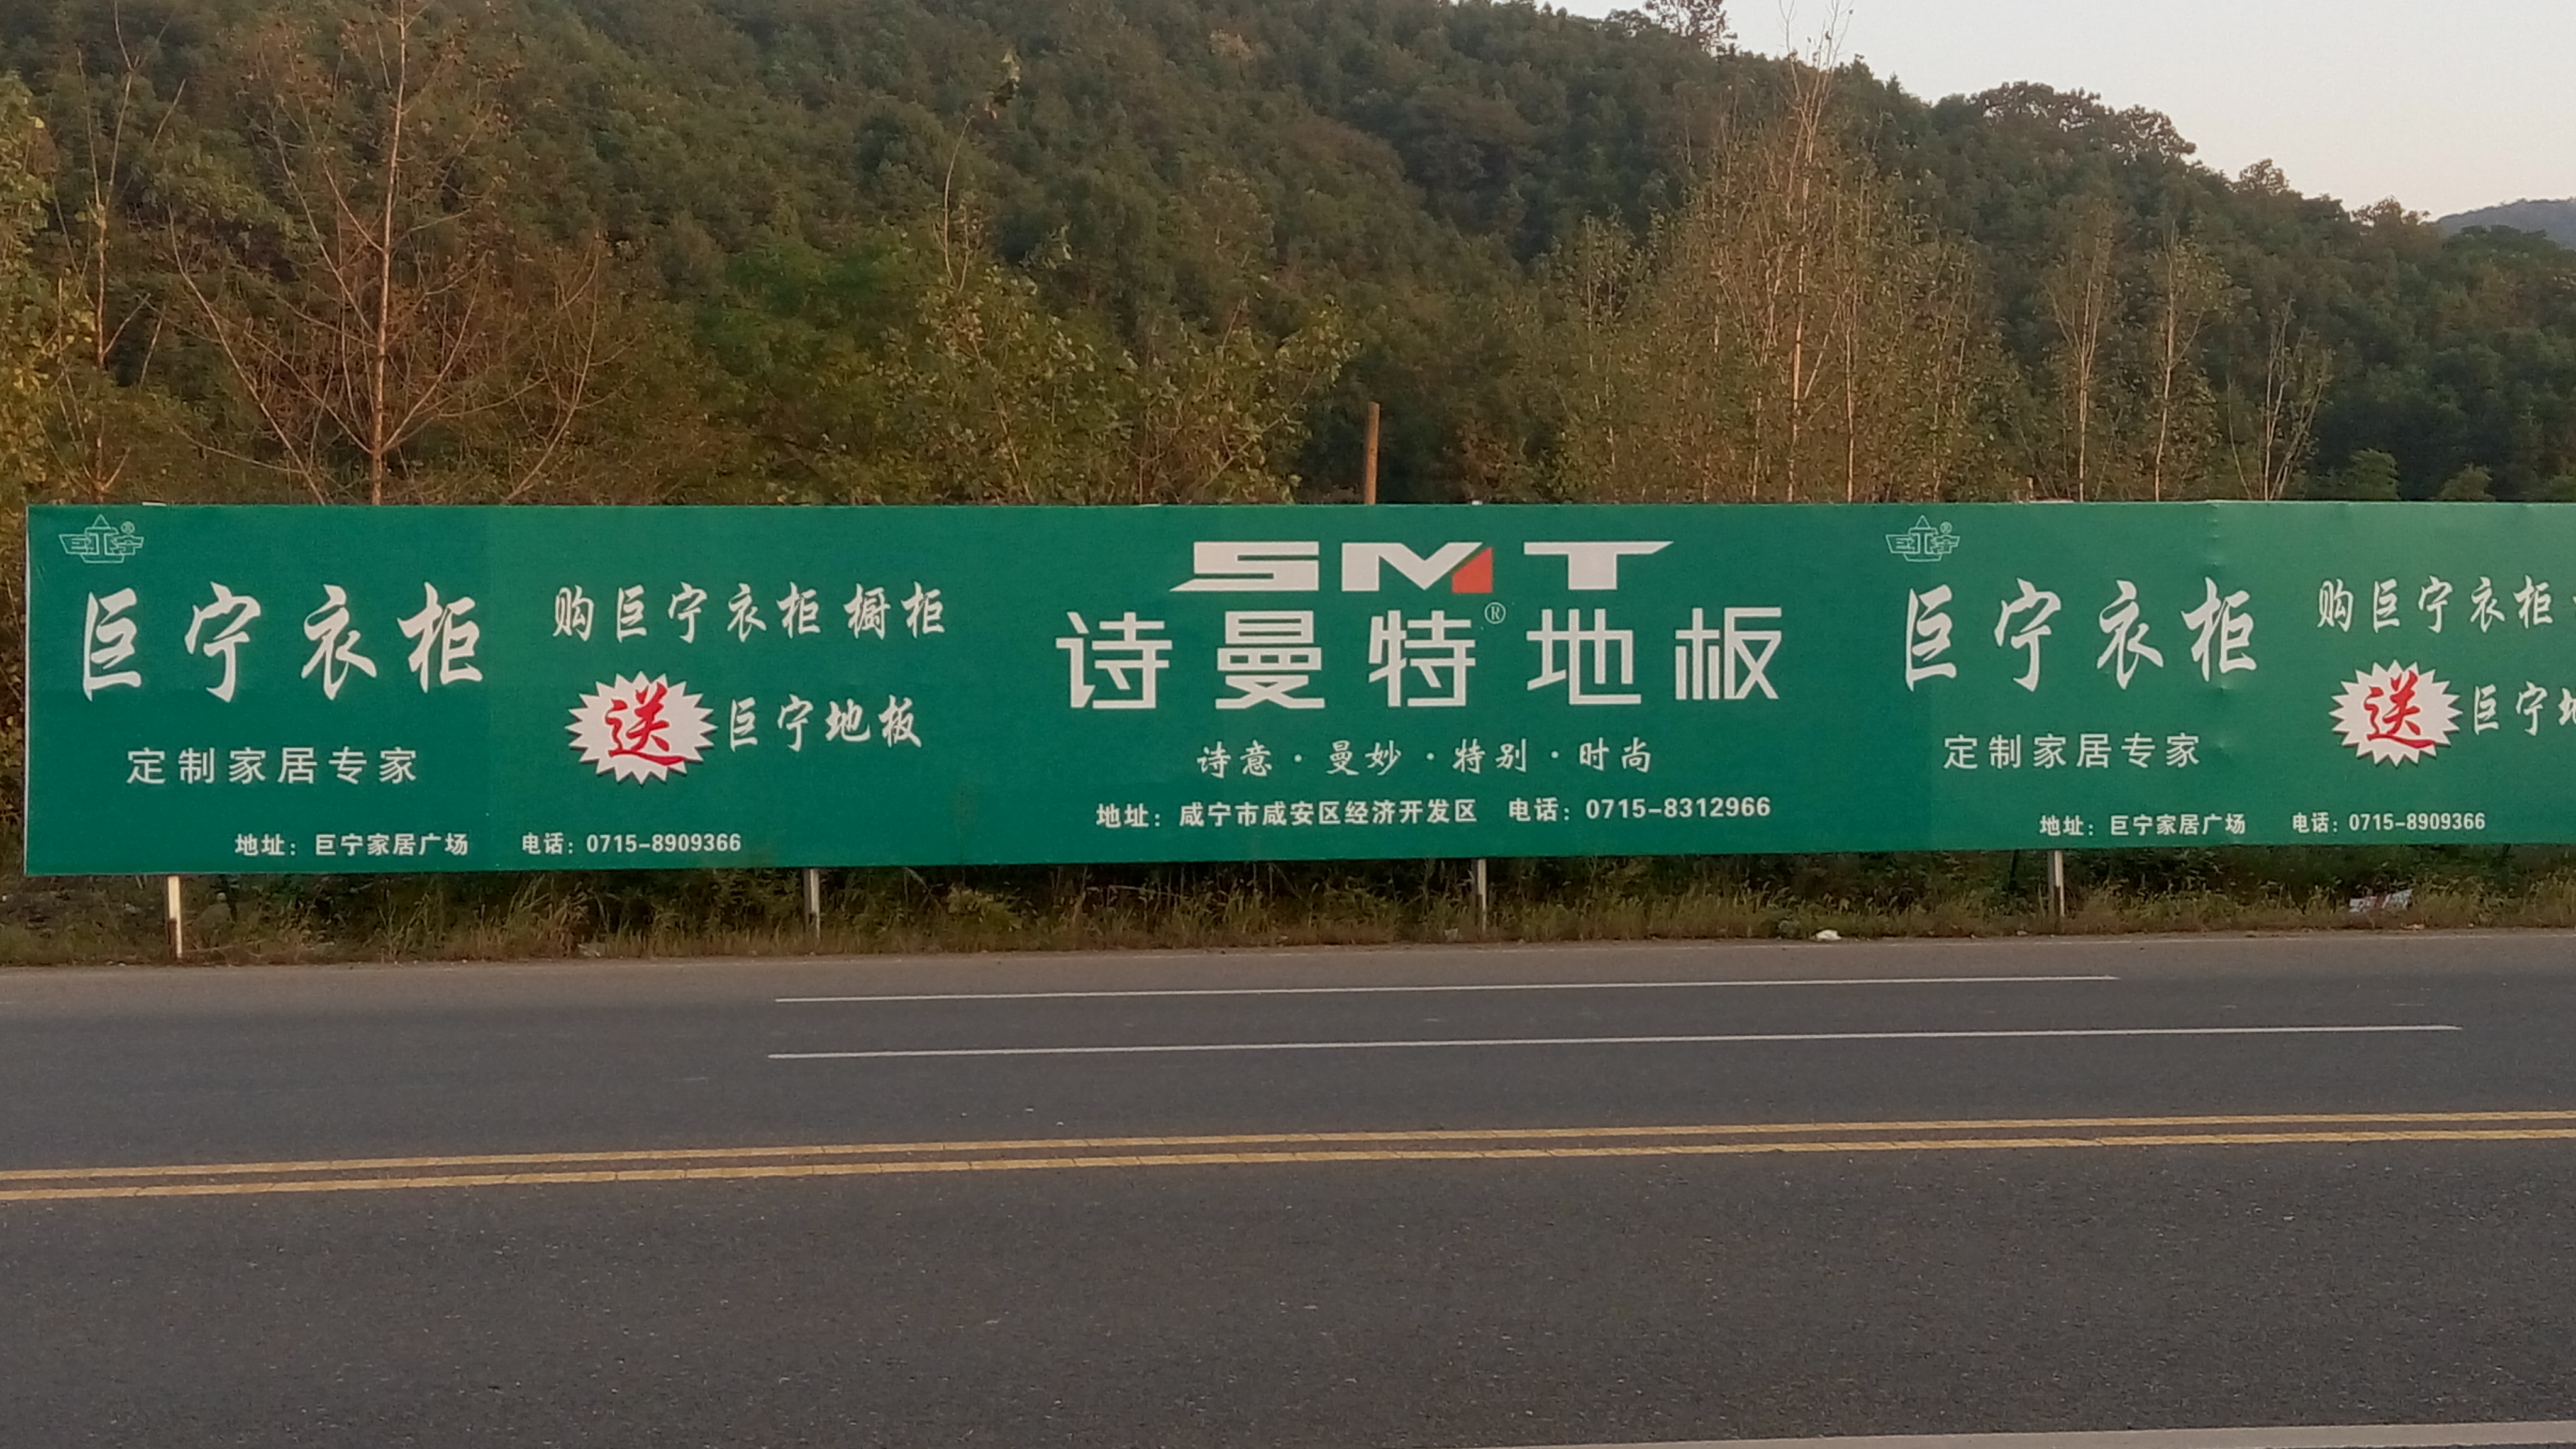 巨宁®
巨宁衣柜
定制家居专家
购巨宁衣柜 橱柜
送 巨宁地板
地址：巨宁家居广场 电话：0715-8909366
SMT
诗曼特®地板
诗意·曼妙·特别·时尚
地址：咸宁市咸安区经济开发区 电话：0715-8312966
巨宁®
巨宁衣柜
定制家居专家
购巨宁衣柜
送 巨宁地
地址：巨宁家居广场 电话：0715-8909366